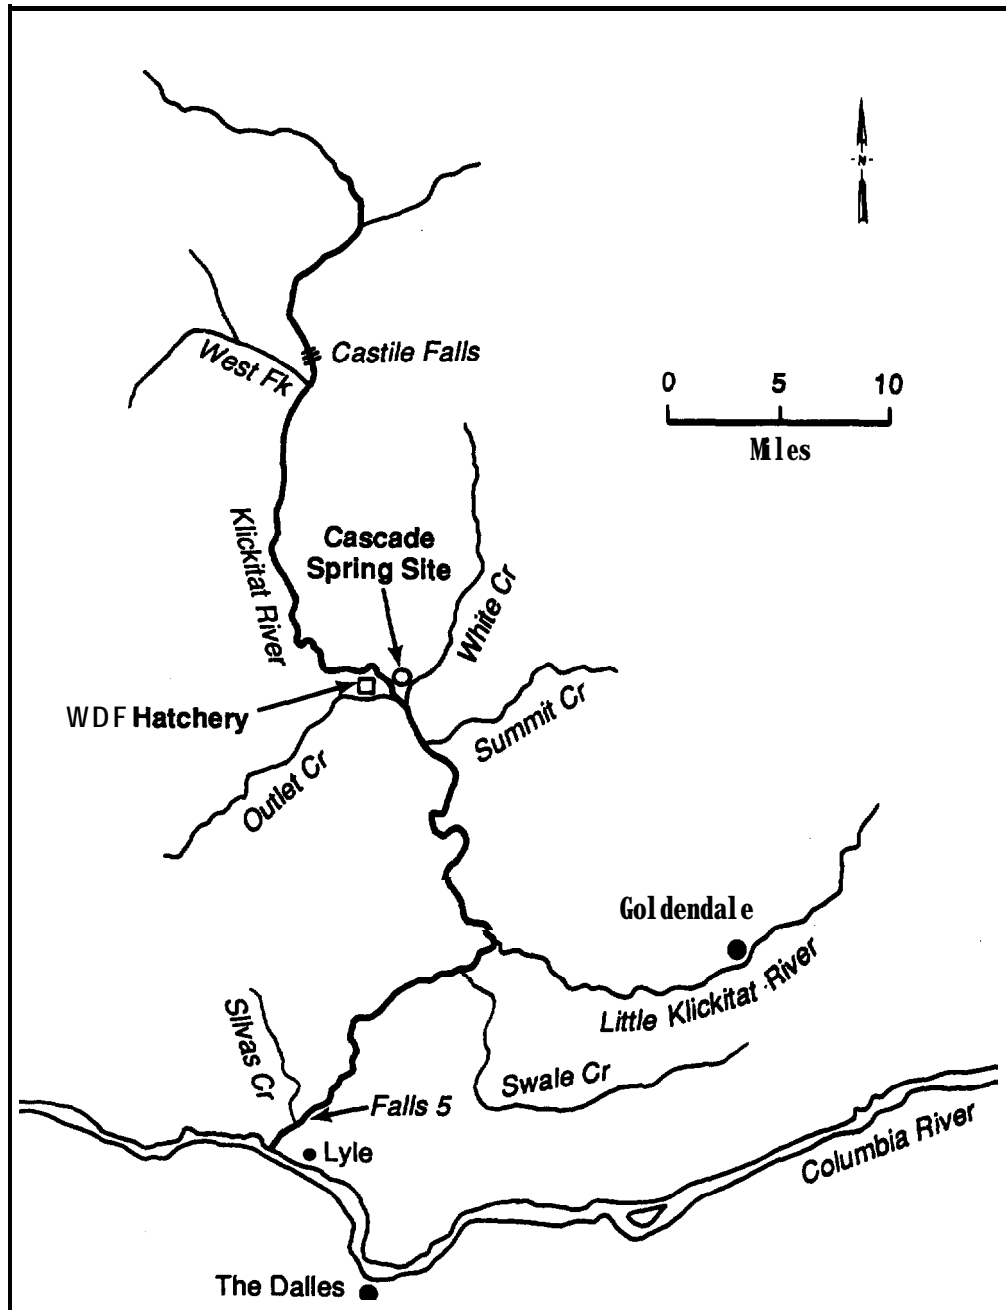 N
Castile Falls
West Fk
0 5 10
Miles
Klickitat River
Cascade
Spring Site
White Cr
WDF Hatchery
Summit Cr
Outlet Cr
Goldendale
Little Klickitat River
Silvas Cr
Swale Cr
Falls 5
Lyle
Columbia River
The Dalles